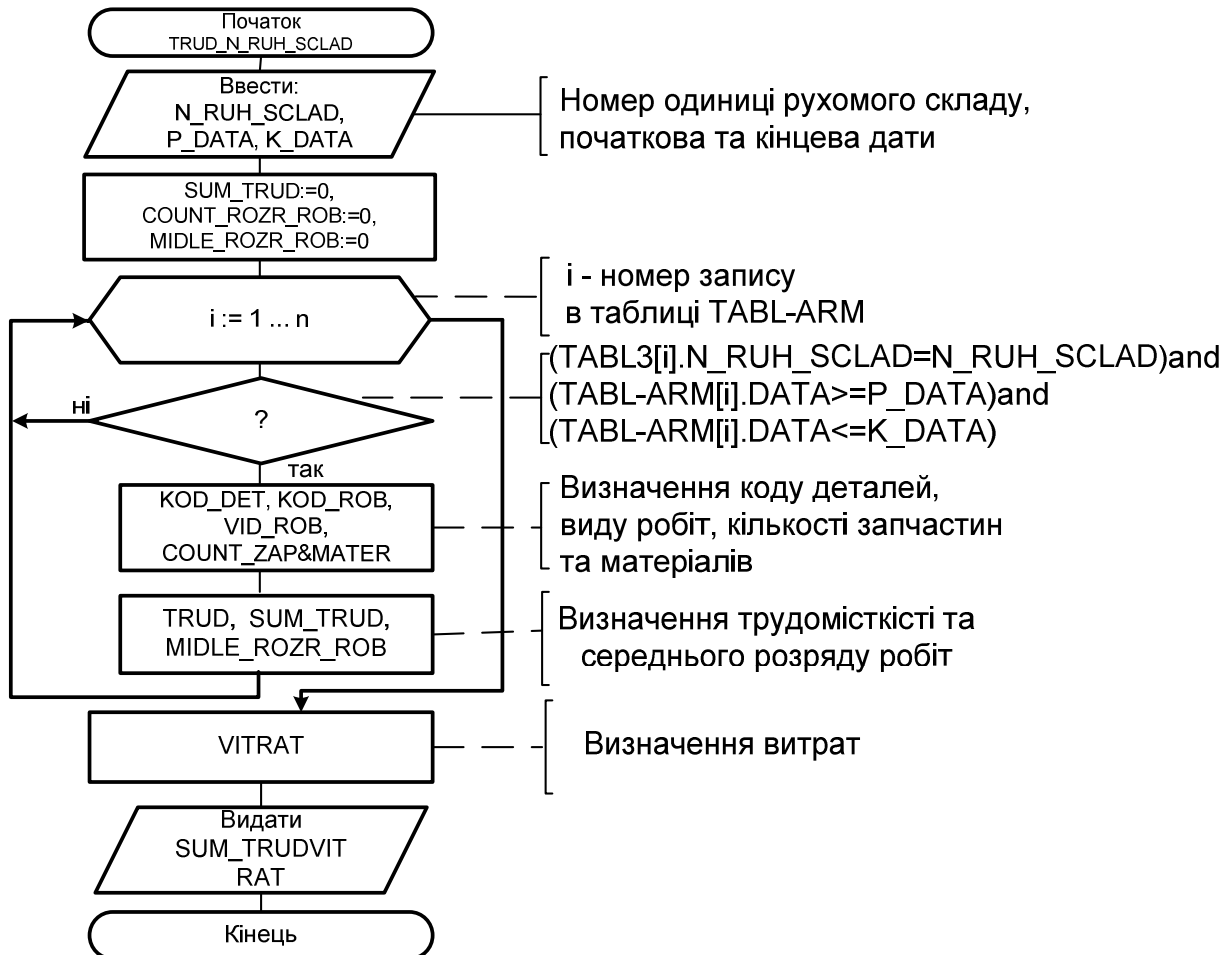 Початок
TRUD_N_RUH_SCLAD
Ввести:
N_RUH_SCLAD,
P_DATA, K_DATA
Номер одиниці рухомого складу,
початкова та кінцева дати
SUM_TRUD:=0,
COUNT_ROZR_ROB:=0,
MIDLE_ROZR_ROB:=0
i := 1 ... n
і - номер запису
в таблиці TABL-ARM
?
ні
так
(TABL3[i].N_RUH_SCLAD=N_RUH_SCLAD)and
(TABL-ARM[i].DATA>=P_DATA)and
(TABL-ARM[i].DATA<=K_DATA)
KOD_DET, KOD_ROB,
VID_ROB,
COUNT_ZAP&MATER
Визначення коду деталей,
виду робіт, кількості запчастин
та матеріалів
TRUD, SUM_TRUD,
MIDLE_ROZR_ROB
Визначення трудомісткісті та
середнього розряду робіт
VITRAT
Визначення витрат
Видати
SUM_TRUDVIT
RAT
Кінець